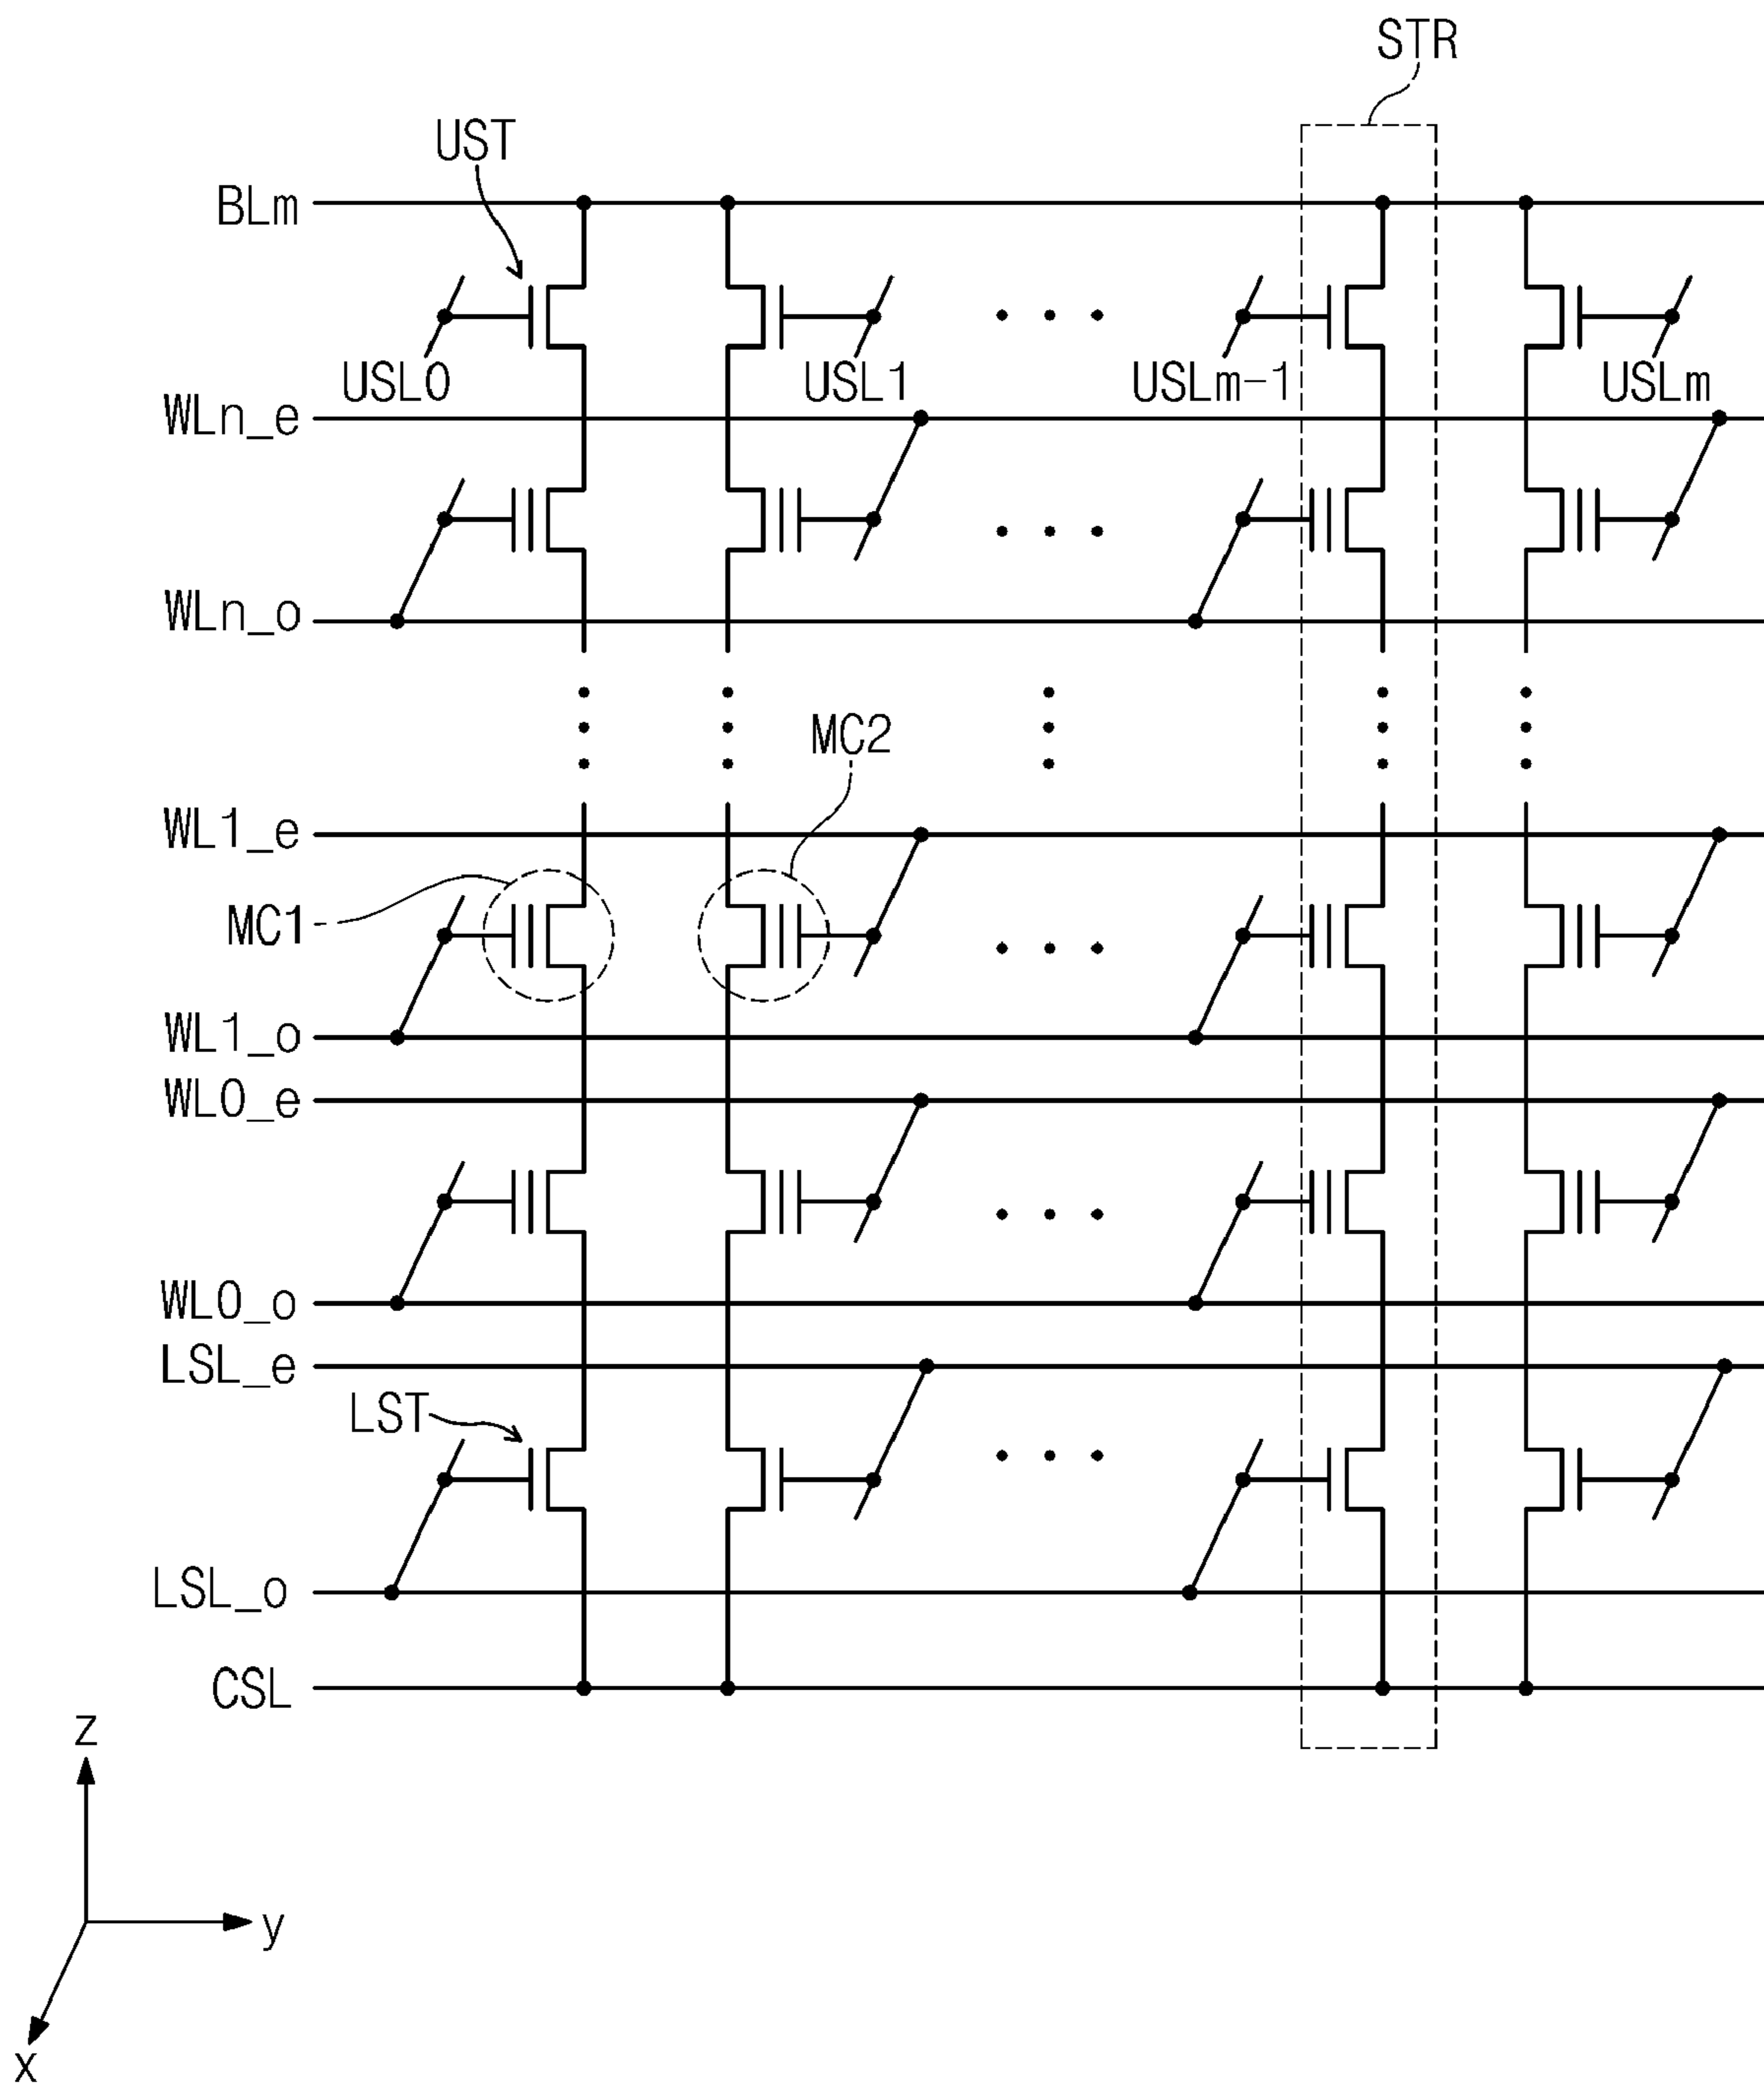 STR
UST
BLm
USL0 USL1 USLm-1 USLm
WLn_e
WLn_o
MC2
WL1_e
MC1
WL1_o
WL0_e
WL0_o
LSL_e
LST
LSL_o
CSL
z
y
x